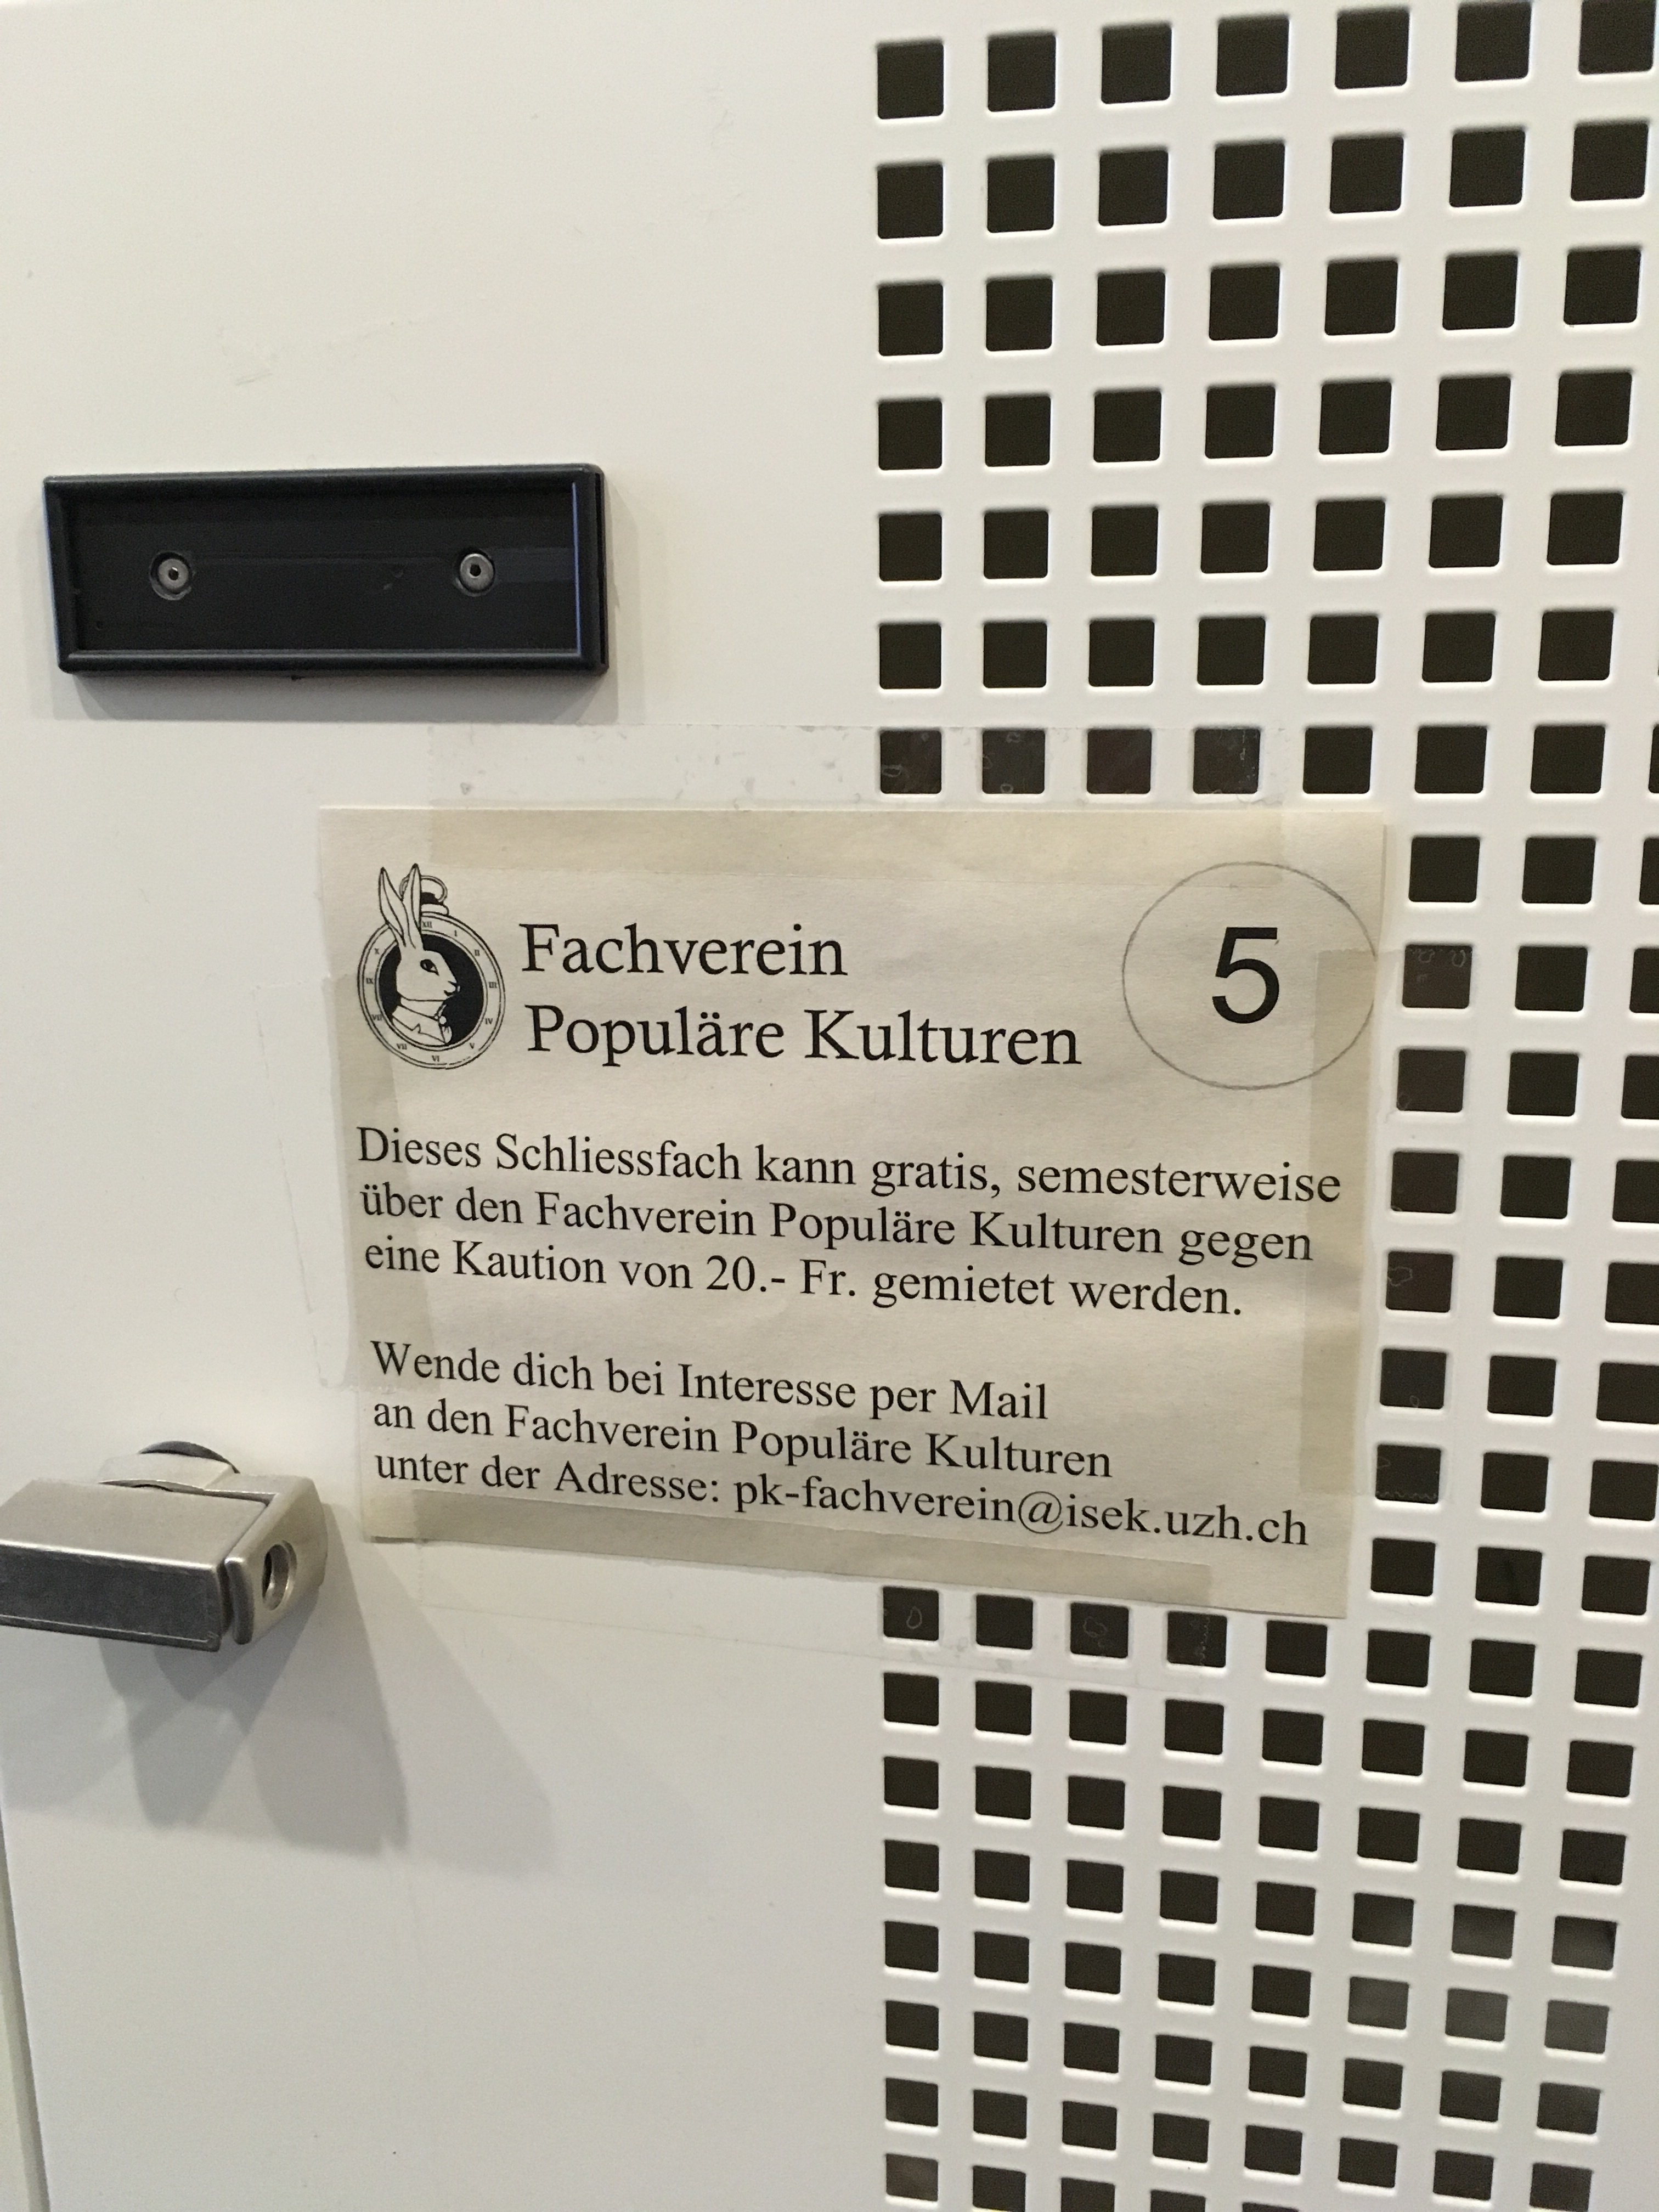 Fachverein
Populäre Kulturen
5
Dieses Schliessfach kann gratis, semesterweise
über den Fachverein Populäre Kulturen gegen
eine Kaution von 20.- Fr. gemietet werden.
Wende dich bei Interesse per Mail
an den Fachverein Populäre Kulturen
unter der Adresse: pk-fachverein@isek.uzh.ch